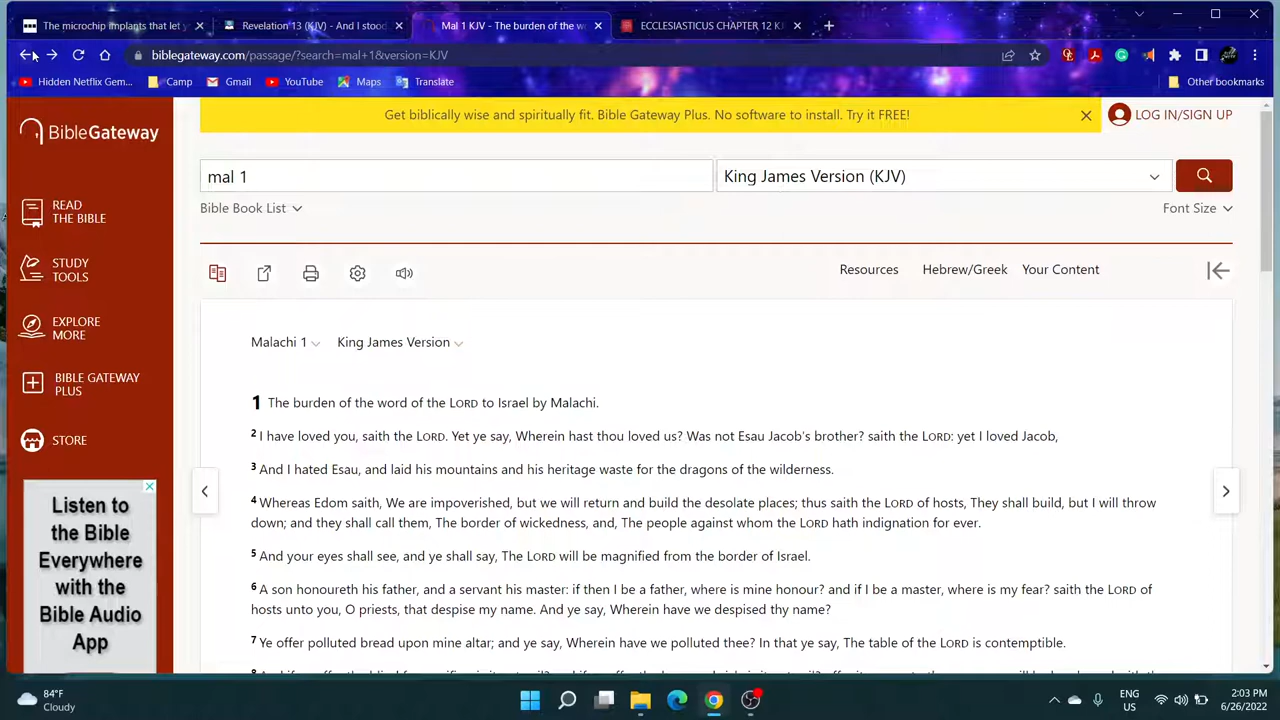 The microchip implants that let y
Revelation 13 (KJV) - And I stood
Mal 1 KJV - The burden of the w
ECCLESIASTICUS CHAPTER 12 K
biblegateway.com/passage/?search=mal+1&version=KJV
Hidden Netflix Gem...
Camp
Gmail
YouTube
Maps
Translate
Other bookmarks
BibleGateway
Get biblically wise and spiritually fit. Bible Gateway Plus. No software to install. Try it FREE!
LOG IN/SIGN UP
mal 1
King James Version (KJV)
Bible Book List
Font Size
READ
THE BIBLE
STUDY
TOOLS
EXPLORE
MORE
BIBLE GATEWAY
PLUS
STORE
Resources
Hebrew/Greek
Your Content
Malachi 1
King James Version
1 The burden of the word of the LORD to Israel by Malachi.
2 I have loved you, saith the LORD. Yet ye say, Wherein hast thou loved us? Was not Esau Jacob's brother? saith the LORD: yet I loved Jacob,
3 And I hated Esau, and laid his mountains and his heritage waste for the dragons of the wilderness.
4 Whereas Edom saith, We are impoverished, but we will return and build the desolate places; thus saith the LORD of hosts, They shall build, but I will throw
down; and they shall call them, The border of wickedness, and, The people against whom the LORD hath indignation for ever.
5 And your eyes shall see, and ye shall say, The LORD will be magnified from the border of Israel.
6 A son honoureth his father, and a servant his master: if then I be a father, where is mine honour? and if I be a master, where is my fear? saith the LORD of
hosts unto you, O priests, that despise my name. And ye say, Wherein have we despised thy name?
7 Ye offer polluted bread upon mine altar; and ye say, Wherein have we polluted thee? In that ye say, The table of the LORD is contemptible.
Listen to
the Bible
Everywhere
with the
Bible Audio
App
84°F
Cloudy
ENG
US
2:03 PM
6/26/2022